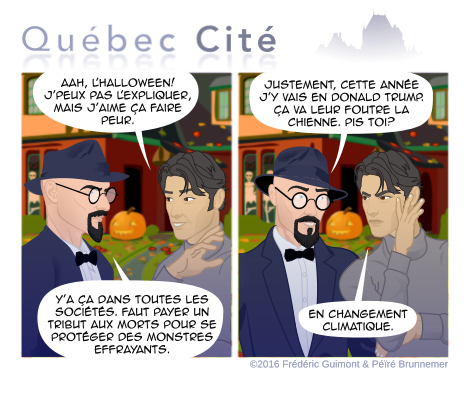 Québec Cité
AAH, L'HALLOWEEN!
J'PEUX PAS L'EXPLIQUER,
MAIS J'AIME ÇA FAIRE
PEUR.
Y'A ÇA DANS TOUTES LES
SOCIÉTÉS. FAUT PAYER UN
TRIBUT AUX MORTS POUR SE
PROTÉGER DES MONSTRES
EFFRAYANTS.
JUSTEMENT, CETTE ANNÉE
J'Y VAIS EN DONALD TRUMP.
ÇA VA LEUR FOUTRE LA
CHIENNE. PIS TOI?
EN CHANGEMENT
CLIMATIQUE.
©2016 Frédéric Guimont & Péïré Brunnemer